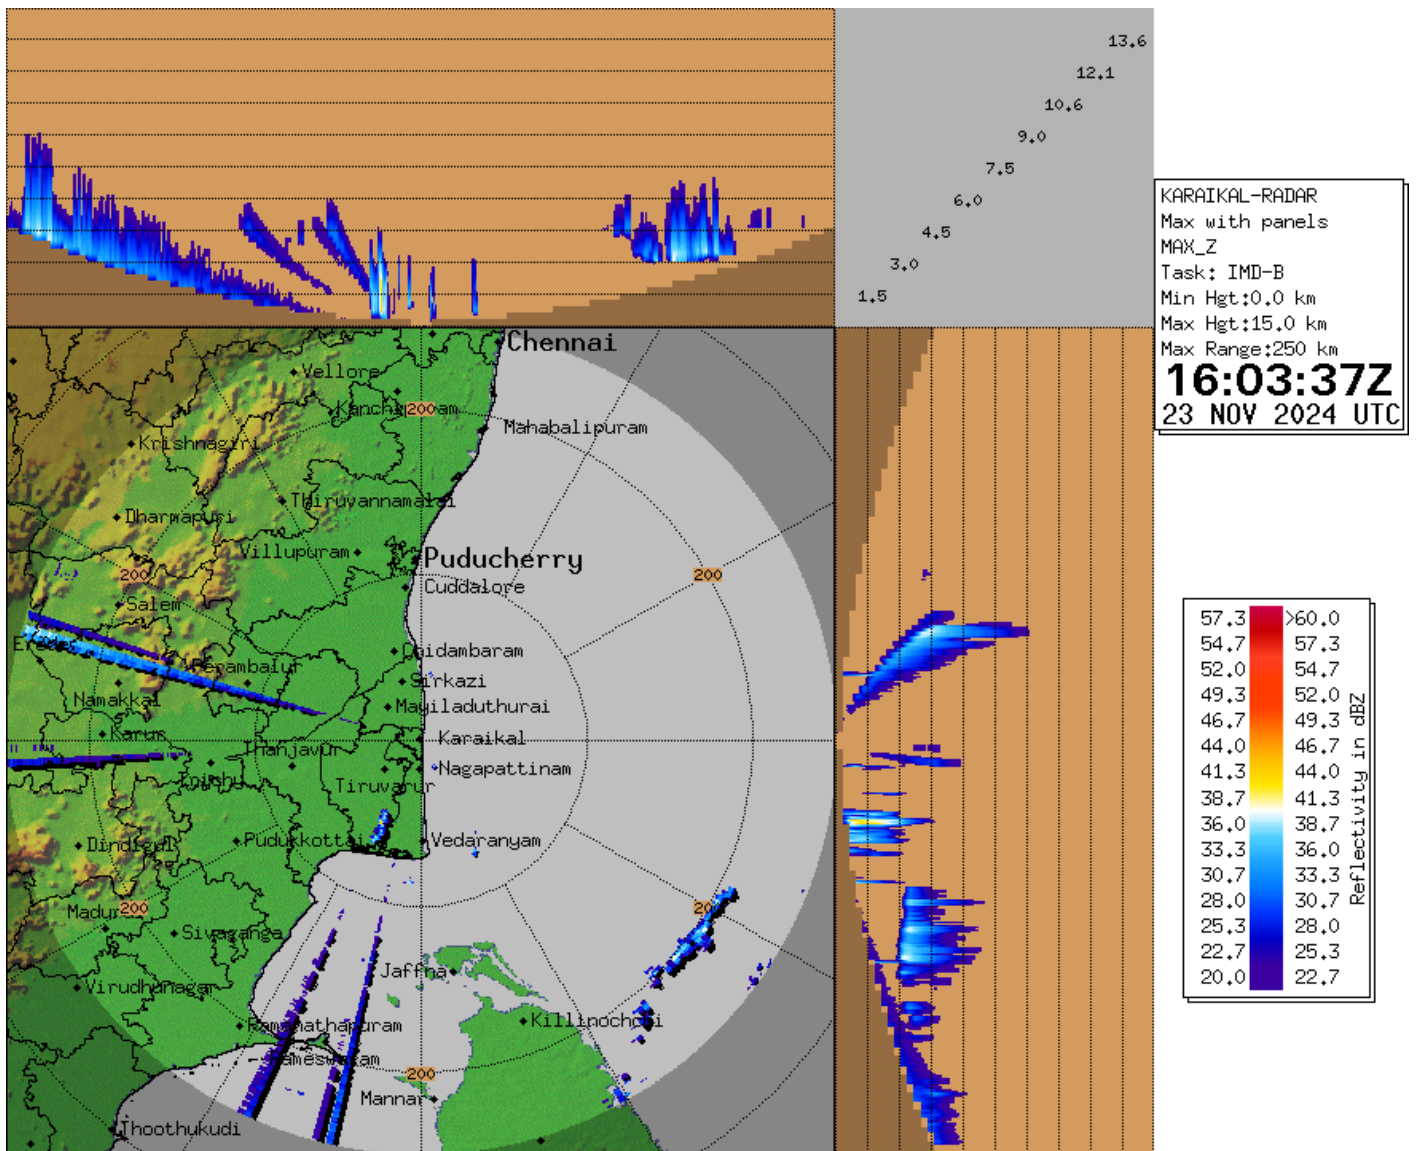 13.6
12.1
10.6
9.0
7.5
6.0
4.5
3.0
1.5
KARAIKAL-RADAR
Max with panels
MAX_Z
Task: IMD-B
Min Hgt:0.0 km
Max Hgt:15.0 km
Max Range:250 km
16:03:37Z
23 NOV 2024 UTC
Chennai
Vellore
200
Mahabalipuram
Krishnagiri
Thiruvannamalai
Dharmapuri
Villupuram
Puducherry
200
200
Cuddalore
Salem
Chidambaram
Perambalur
Sirkazi
Namakkal
Mayiladuthurai
Karur
Karaikal
Thanjavur
Nagapattinam
Tiruvarur
Dindigul
Pudukkottai
Vedaranyam
200
Sivaganga
Jaffna
Virudhunagar
Ramanathapuram
Killinochchi
Rameswaram
200
Mannar
Thoothukudi
57.3 >60.0
54.7 57.3
52.0 54.7
49.3 52.0
46.7 49.3
44.0 46.7
41.3 44.0
38.7 41.3
36.0 38.7
33.3 36.0
30.7 33.3
28.0 30.7
25.3 28.0
22.7 25.3
20.0 22.7
Reflectivity in dBZ